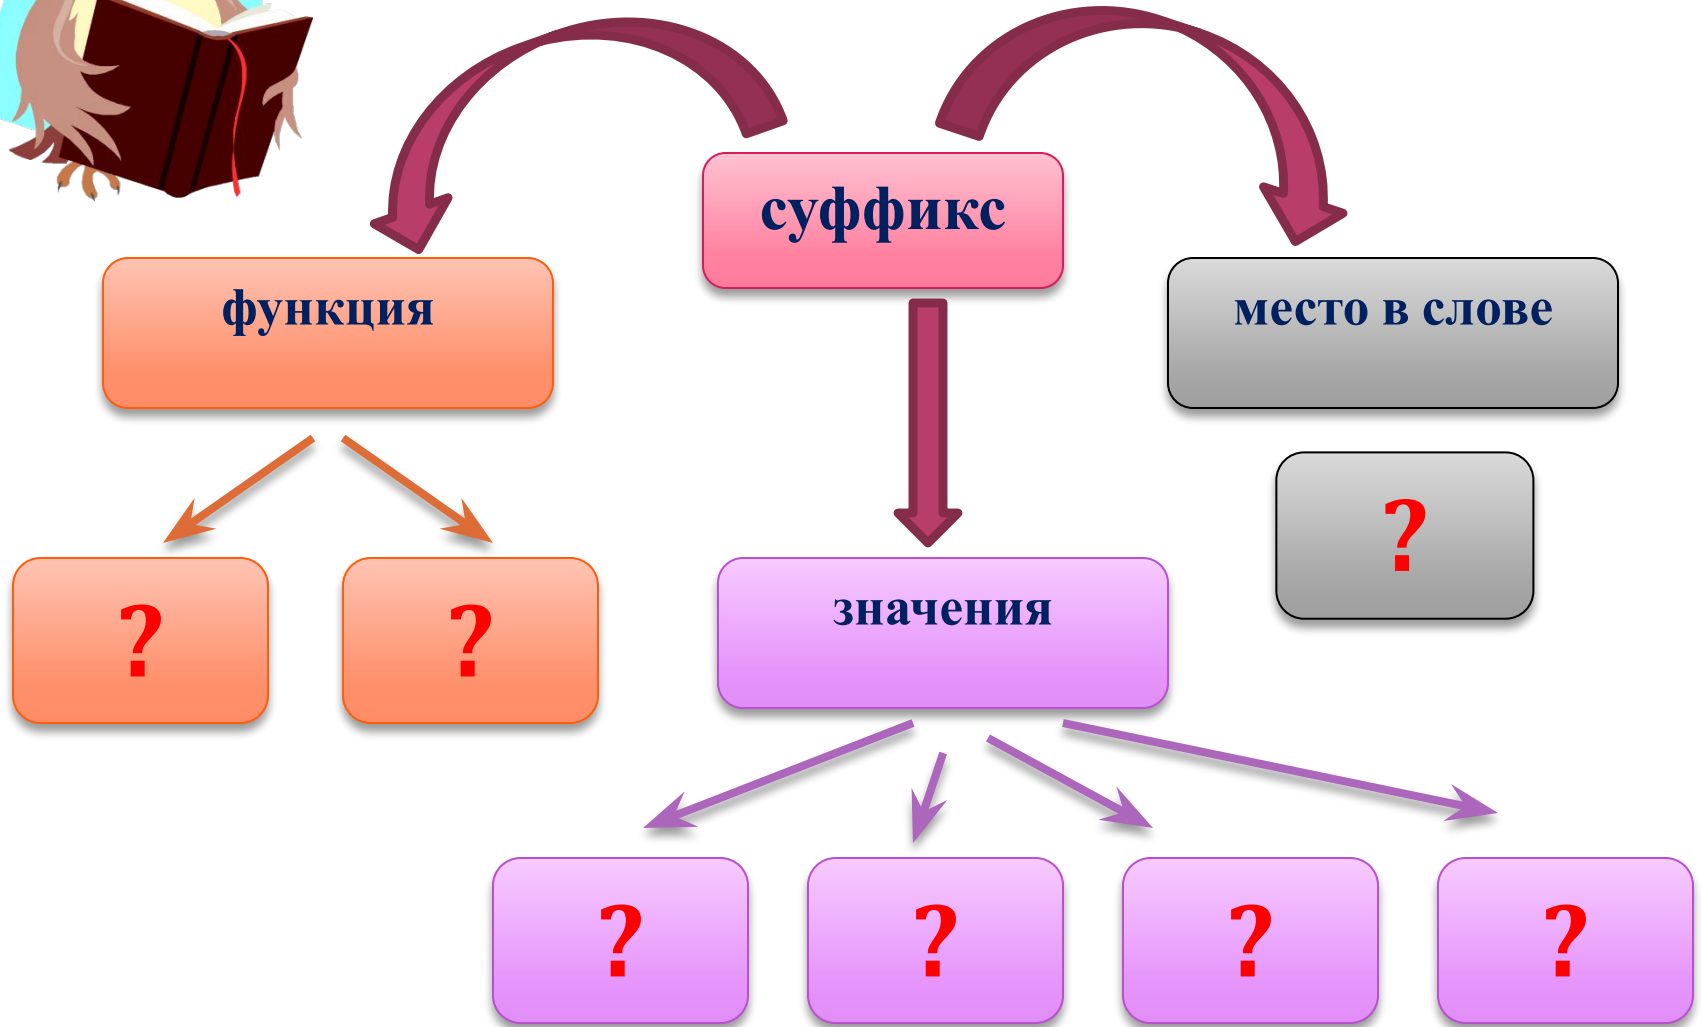 суффикс
функция
место в слове
?
?
?
значения
?
?
?
?